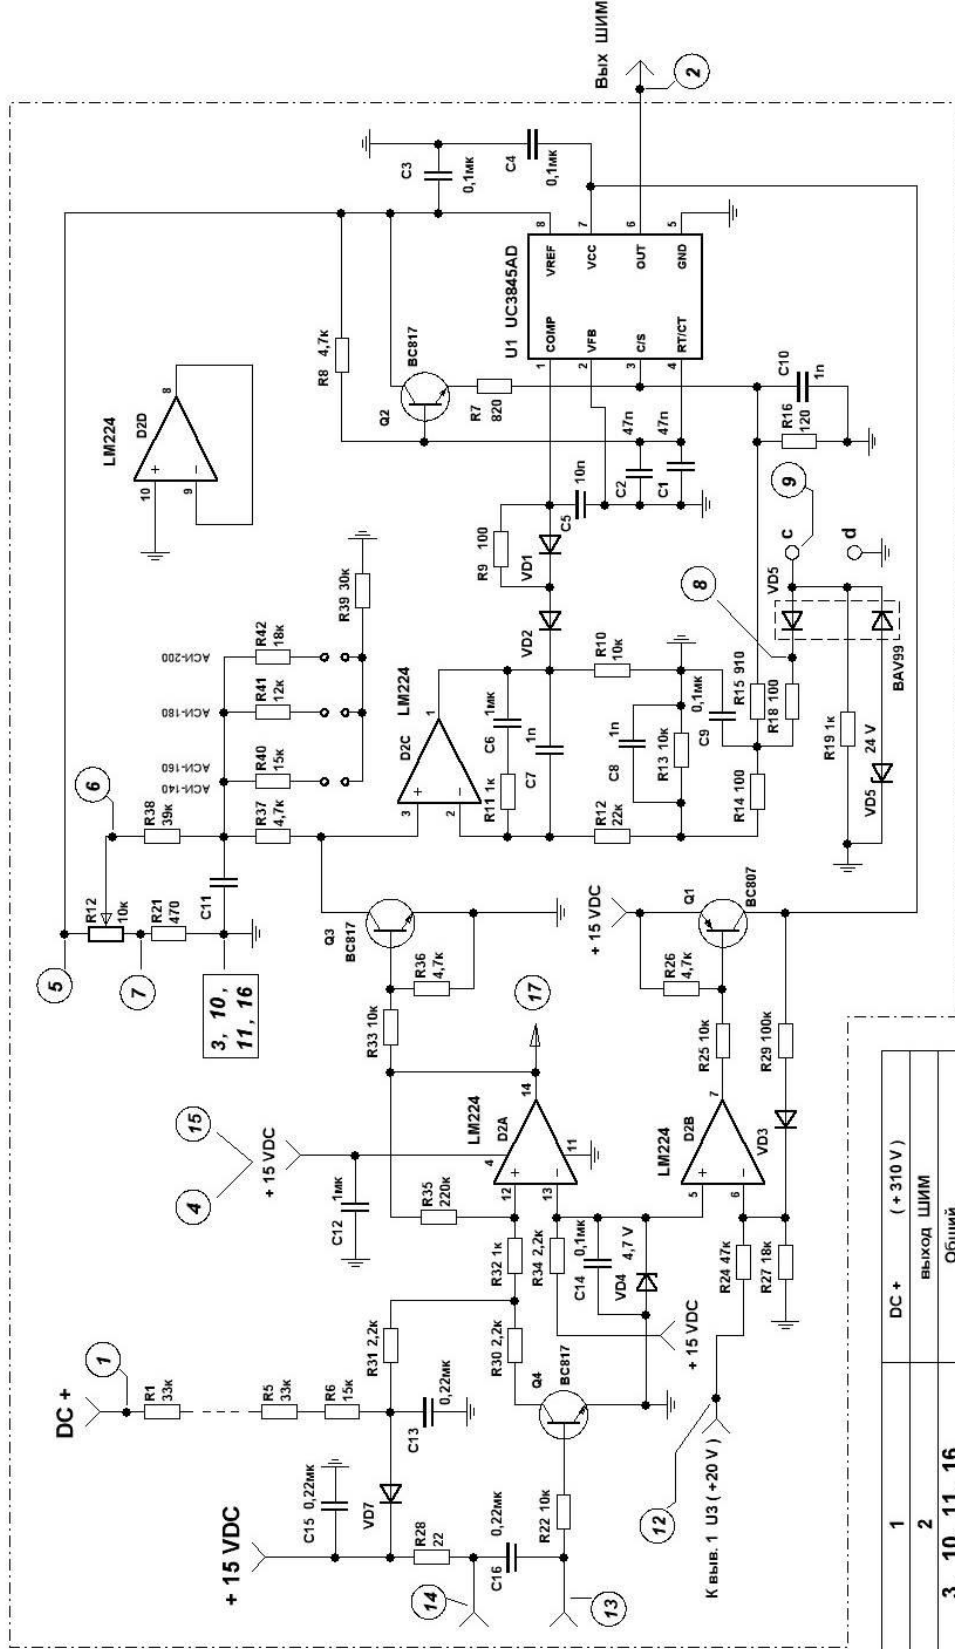 DC +
1
R1
33к
R5
33к
R6
15к
+ 15 VDC
C15 0,22мк
VD7
R28
22
C13
0,22мк
R31 2,2к
14
C16
0,22мк
13
R22 10к
Q4
BC817
R30 2,2к
R32 1к
R34 2,2к
C14
0,1мк
VD4
4,7 V
+ 15 VDC
12
К выв. 1 U3 ( +20 V )
R24 47к
R27 18к
4
15
+ 15 VDC
C12
1мк
R35
220к
LM224
D2A
4
12
13
11
14
+
−
17
R33 10к
R36
4,7к
Q3
BC817
LM224
D2B
5
6
7
+
−
VD3
R25 10к
R29 100к
R26
4,7к
+ 15 VDC
Q1
BC807
5
R12
10к
7
R21
470
3, 10,
11, 16
C11
6
R38
39к
R37
4,7к
R40
15к
R41
12к
R42
18к
R39 30к
АСИ-140
АСИ-160
АСИ-180
АСИ-200
LM224
D2C
3
2
1
+
−
R11 1к
C6
1мк
C7
1n
R12
22к
R10
10к
C8
1n
R13 10к
0,1мк
C9
R14 100
R15 910
R18 100
R19 1к
VD5
24 V
VD5
BAV99
8
9
c
d
VD2
VD1
R9
100
C5
10n
C2
47n
C1
47n
R16
120
C10
1n
LM224
D2D
10
9
8
+
−
R8
4,7к
Q2
BC817
R7
820
U1 UC3845AD
1
COMP
2
VFB
3
C/S
4
RT/CT
8
VREF
7
VCC
6
OUT
5
GND
C3
0,1мк
C4
0,1мк
Вых ШИМ
2
1
DC + ( + 310 V )
2
выход ШИМ
3 10 11 16
Общий